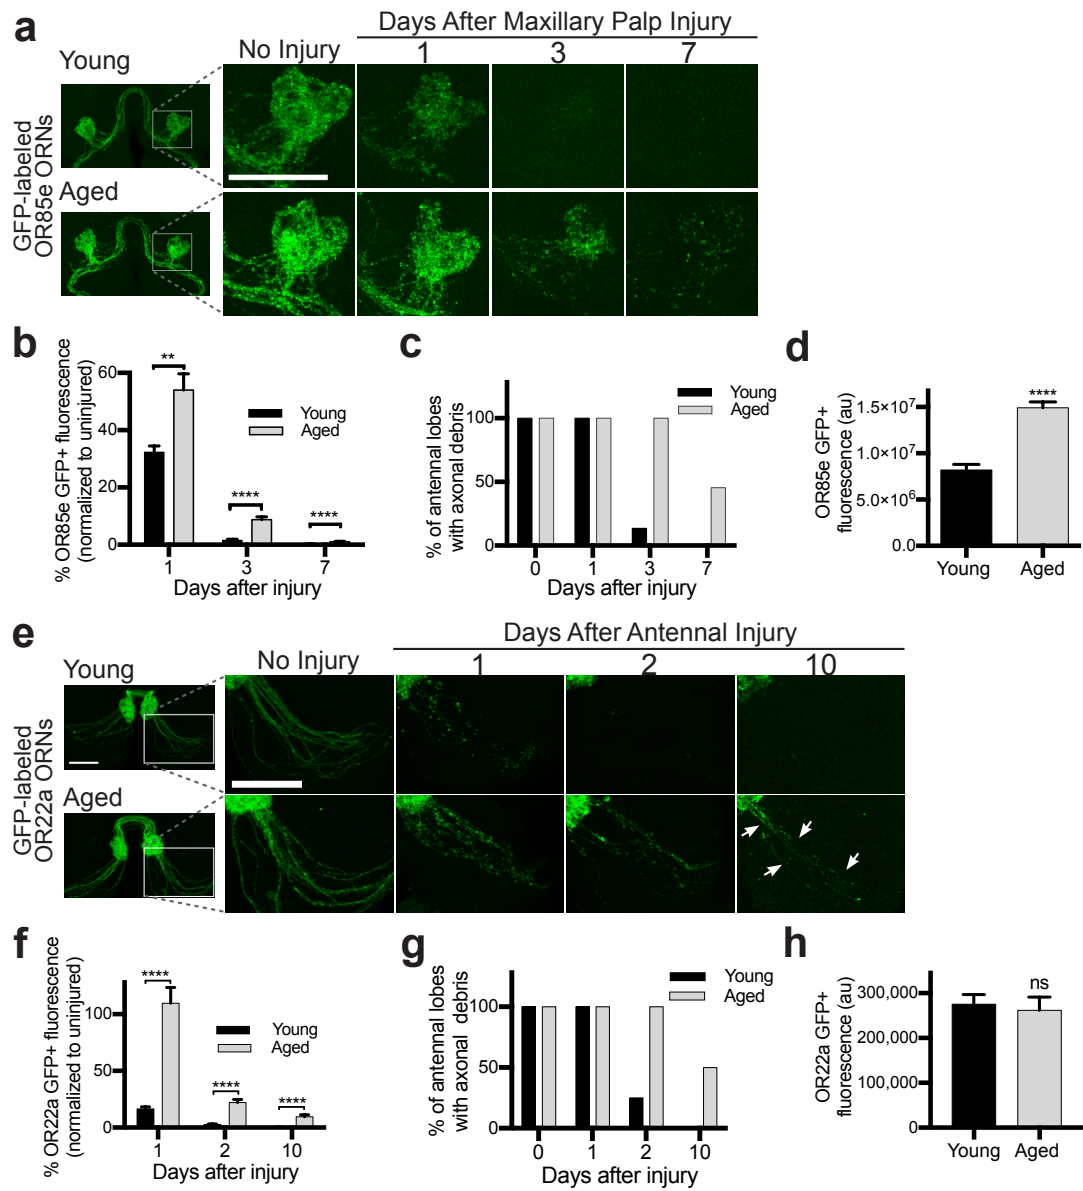 a
Days After Maxillary Palp Injury
Young
No Injury
1
3
7
Aged
GFP-labeled
OR85e ORNs
b
% OR85e GFP+ fluorescence
(normalized to uninjured)
60
40
20
0
**
****
****
Young
Aged
1
3
7
Days after injury
c
% of antennal lobes
with axonal debris
100
50
0
Young
Aged
0
1
3
7
Days after injury
d
OR85e GFP+
fluorescence (au)
1.5×10⁷
1.0×10⁷
5.0×10⁶
0.0
****
Young
Aged
e
Days After Antennal Injury
Young
No Injury
1
2
10
Aged
GFP-labeled
OR22a ORNs
f
% OR22a GFP+ fluorescence
(normalized to uninjured)
100
50
0
****
****
****
Young
Aged
1
2
10
Days after injury
g
% of antennal lobes
with axonal debris
100
50
0
Young
Aged
0
1
2
10
Days after injury
h
OR22a GFP+
fluorescence (au)
300,000
200,000
100,000
0
ns
Young
Aged